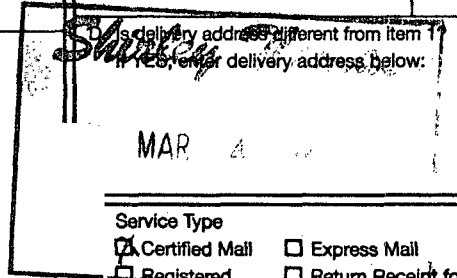 D. Is delivery address different from item 1?
Shirley
If YES, enter delivery address below:
MAR 4
Service Type
Certified Mail ☐ Express Mail
☐ Registered ☐ Return Receipt fo